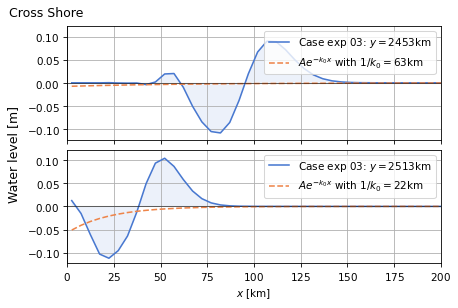 Cross Shore
Water level [m]
0.10
0.05
0.00
−0.05
−0.10
Case exp 03: y = 2453km
Ae^{−k₀x} with 1/k₀ = 63km
0.10
0.05
0.00
−0.05
−0.10
Case exp 03: y = 2513km
Ae^{−k₀x} with 1/k₀ = 22km
0 25 50 75 100 125 150 175 200
x [km]